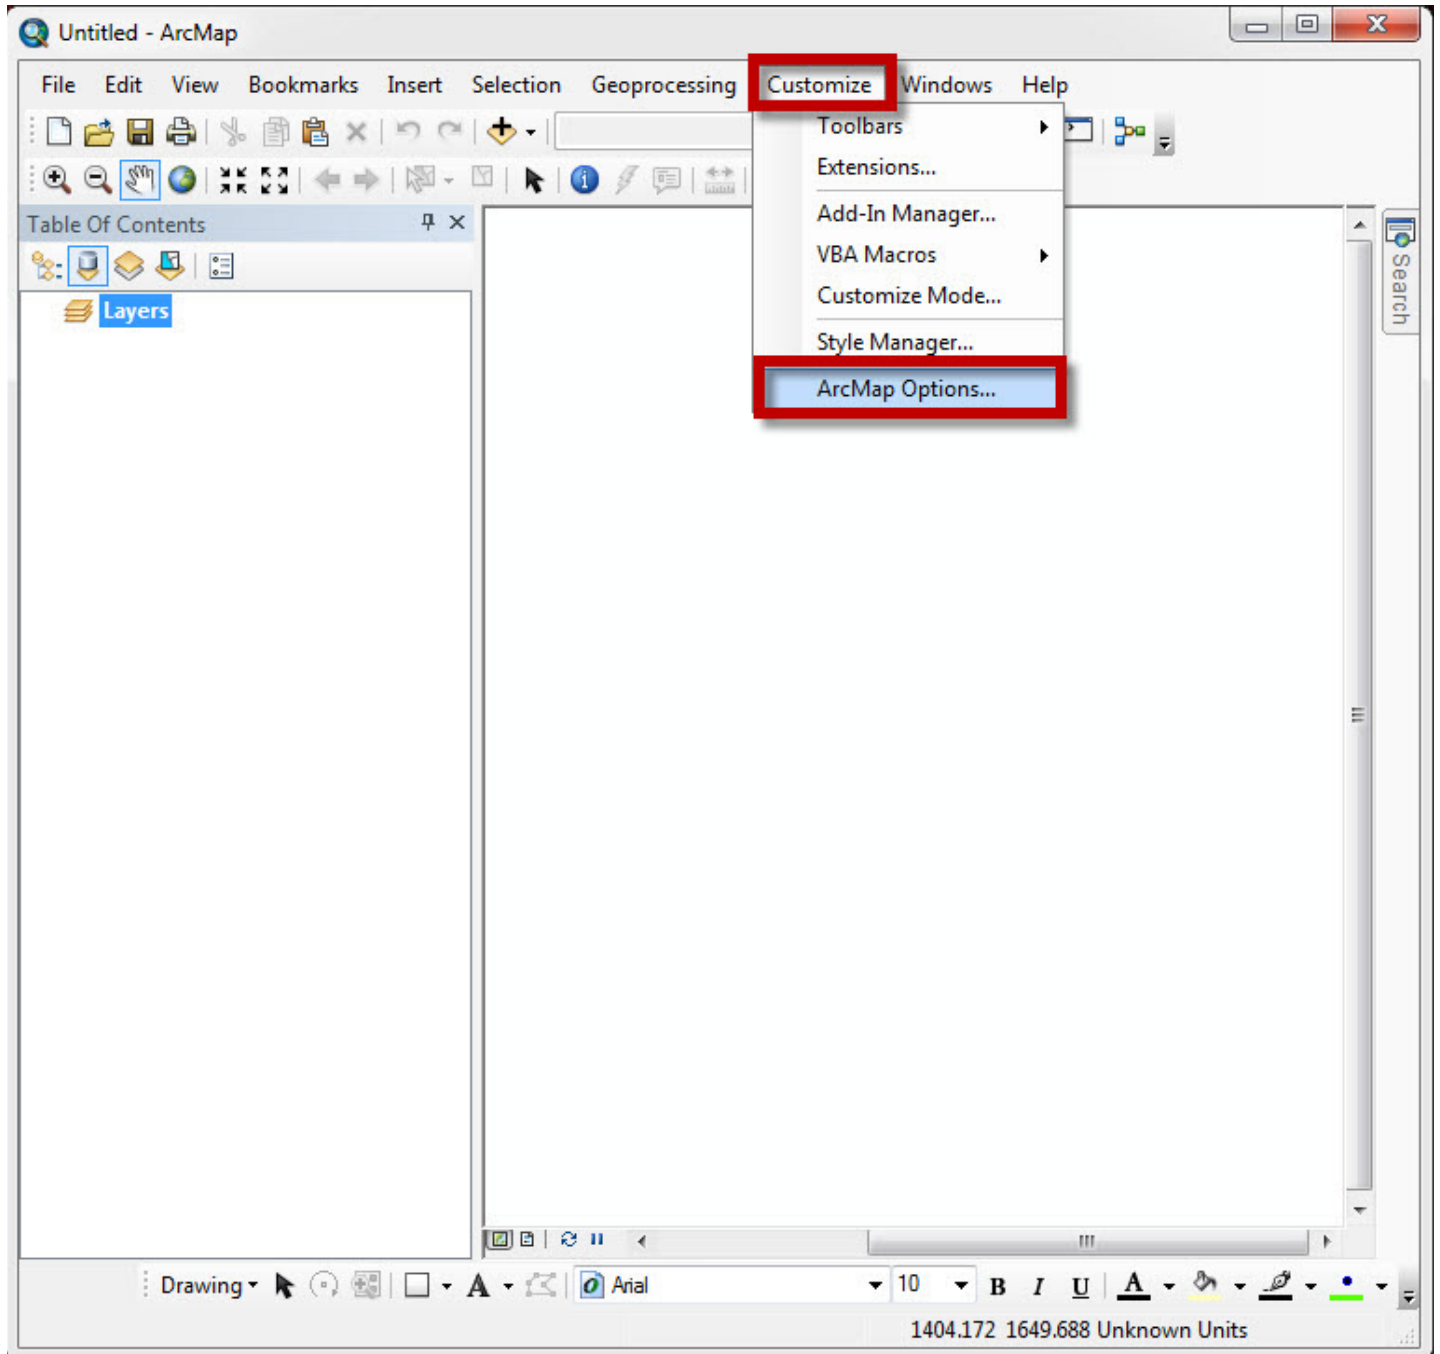 Untitled - ArcMap
File Edit View Bookmarks Insert Selection Geoprocessing Customize Windows Help
Toolbars
Extensions...
Add-In Manager...
VBA Macros
Customize Mode...
Style Manager...
ArcMap Options...
Table Of Contents
Layers
Search
Drawing A Arial 10 B I U A
1404.172 1649.688 Unknown Units